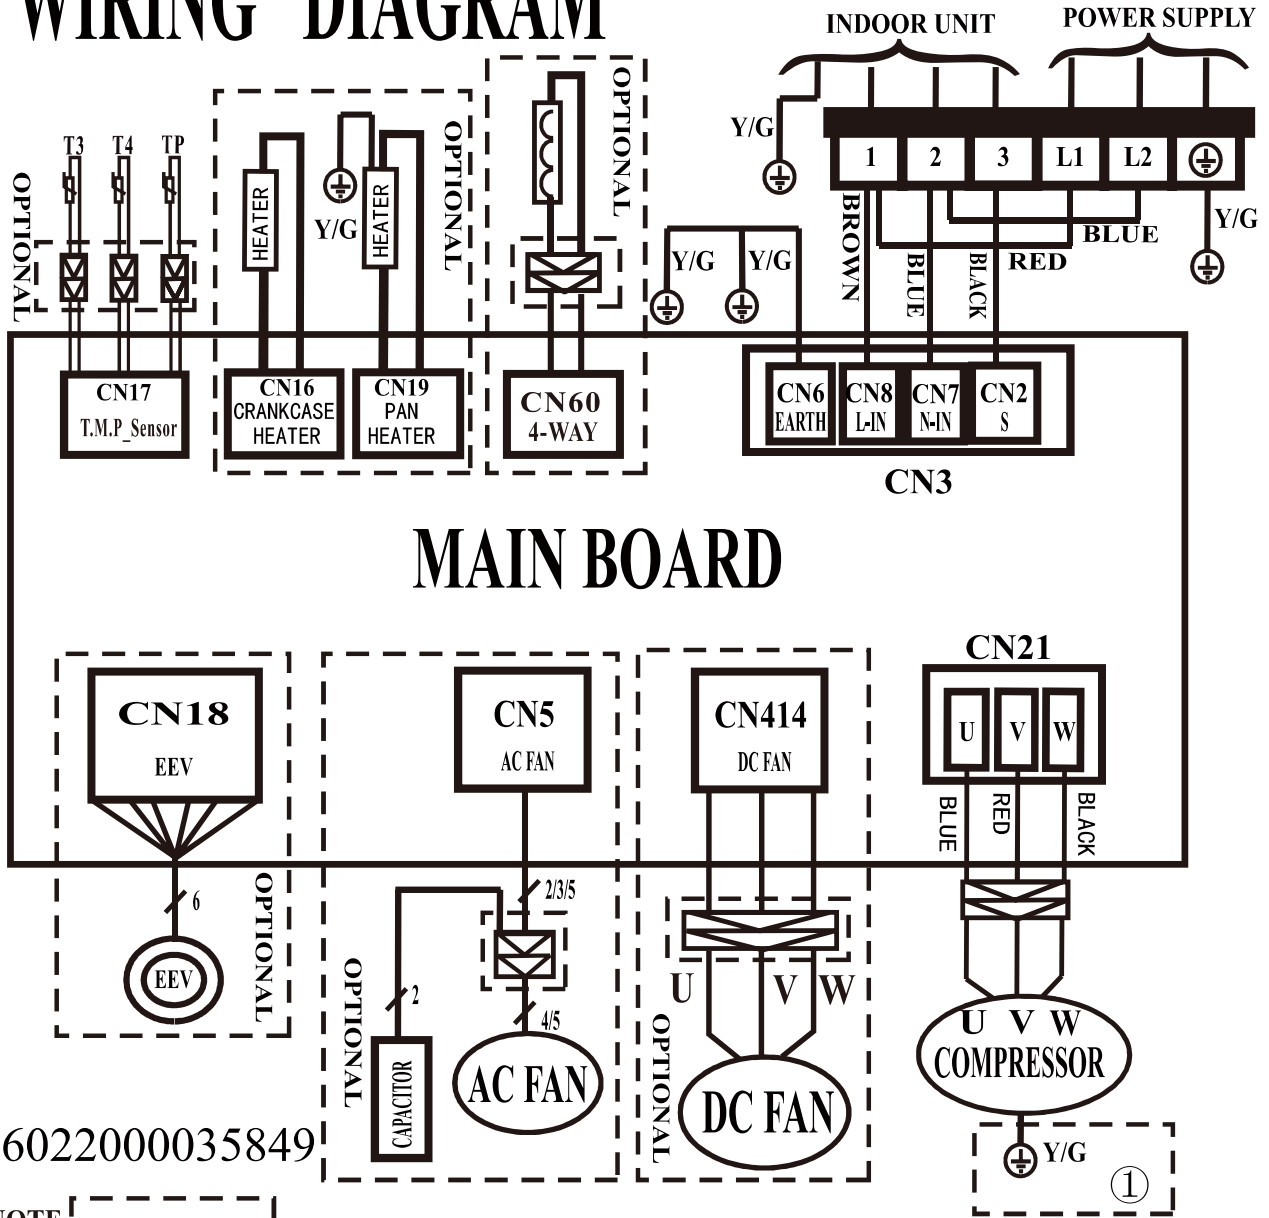 WIRING DIAGRAM
INDOOR UNIT
POWER SUPPLY
T3
T4
TP
OPTIONAL
HEATER
Y/G
HEATER
OPTIONAL
OPTIONAL
Y/G
1
2
3
L1
L2
Y/G
BLUE
RED
BROWN
BLUE
BLACK
Y/G
Y/G
CN17
T.M.P_Sensor
CN16
CRANKCASE
HEATER
CN19
PAN
HEATER
CN60
4-WAY
CN6
EARTH
CN8
L-IN
CN7
N-IN
CN2
S
CN3
MAIN BOARD
CN18
EEV
CN5
AC FAN
CN414
DC FAN
CN21
U
V
W
BLUE
RED
BLACK
6
EEV
OPTIONAL
2/3/5
2
4/5
OPTIONAL
CAPACITOR
AC FAN
U
V
W
OPTIONAL
DC FAN
U V W
COMPRESSOR
Y/G
①
6022000035849
NOTE